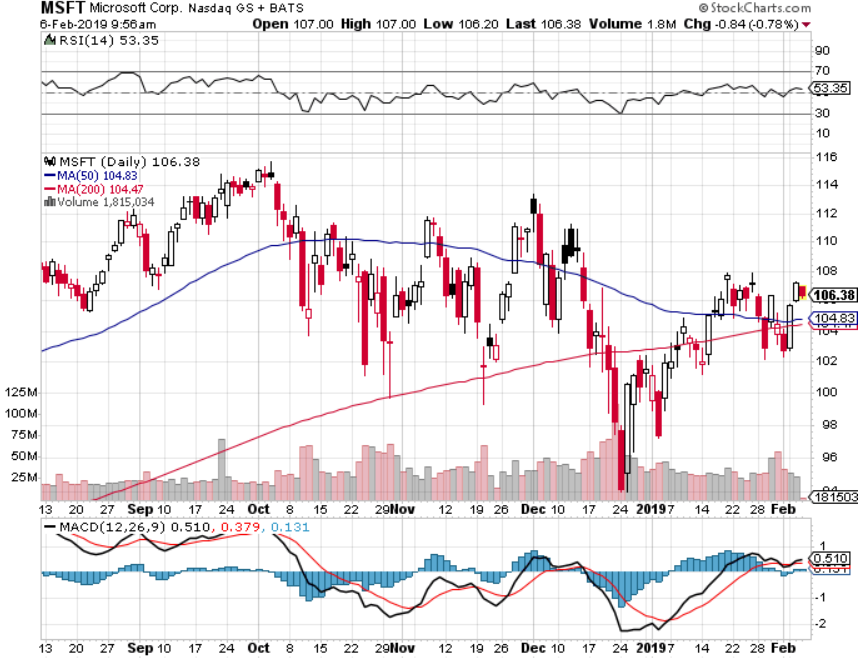 MSFT Microsoft Corp. Nasdaq GS + BATS © StockCharts.com
6-Feb-2019 9:56am Open 107.00 High 107.00 Low 106.20 Last 106.38 Volume 1.8M Chg -0.84 (-0.78%)
RSI(14) 53.35
90
70
53.35
30
10
MSFT (Daily) 106.38
MA(50) 104.83
MA(200) 104.47
Volume 1,815,034
116
114
112
110
108
106.38
104.83
104
102
100
98
96
94
125M
100M
75M
50M
25M
1815034
13 20 27 Sep 10 17 24 Oct 8 15 22 29 Nov 12 19 26 Dec 10 17 24 2019 7 14 22 28 Feb
MACD(12,26,9) 0.510, 0.379, 0.131
1
0.510
-1
-2
13 20 27 Sep 10 17 24 Oct 8 15 22 29 Nov 12 19 26 Dec 10 17 24 2019 7 14 22 28 Feb